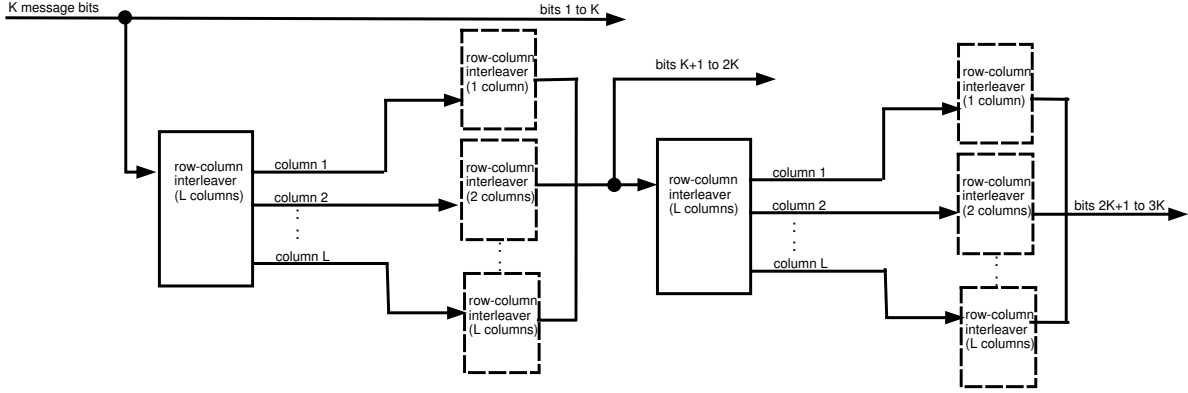 K message bits
bits 1 to K
row-column
interleaver
(1 column)
bits K+1 to 2K
row-column
interleaver
(1 column)
row-column
interleaver
(L columns)
column 1
column 2
column L
row-column
interleaver
(2 columns)
row-column
interleaver
(L columns)
row-column
interleaver
(L columns)
column 1
column 2
column L
row-column
interleaver
(2 columns)
bits 2K+1 to 3K
row-column
interleaver
(L columns)